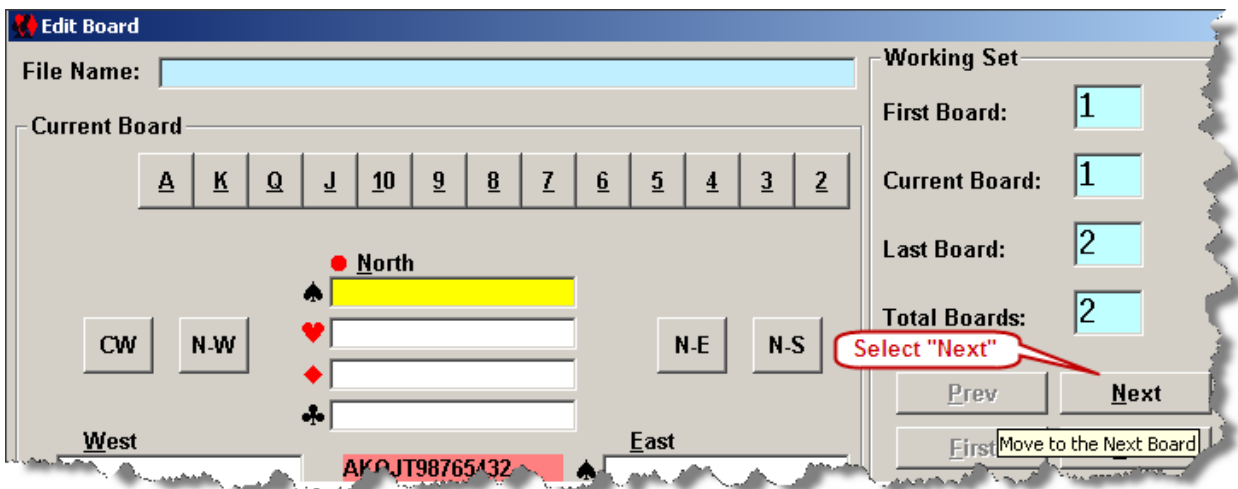 Edit Board
File Name:
Current Board
A K Q J 10 9 8 7 6 5 4 3 2
North
CW N-W N-E N-S
West East
AKQJT98765432
Working Set
First Board: 1
Current Board: 1
Last Board: 2
Total Boards: 2
Select "Next"
Prev Next
First
Move to the Next Board